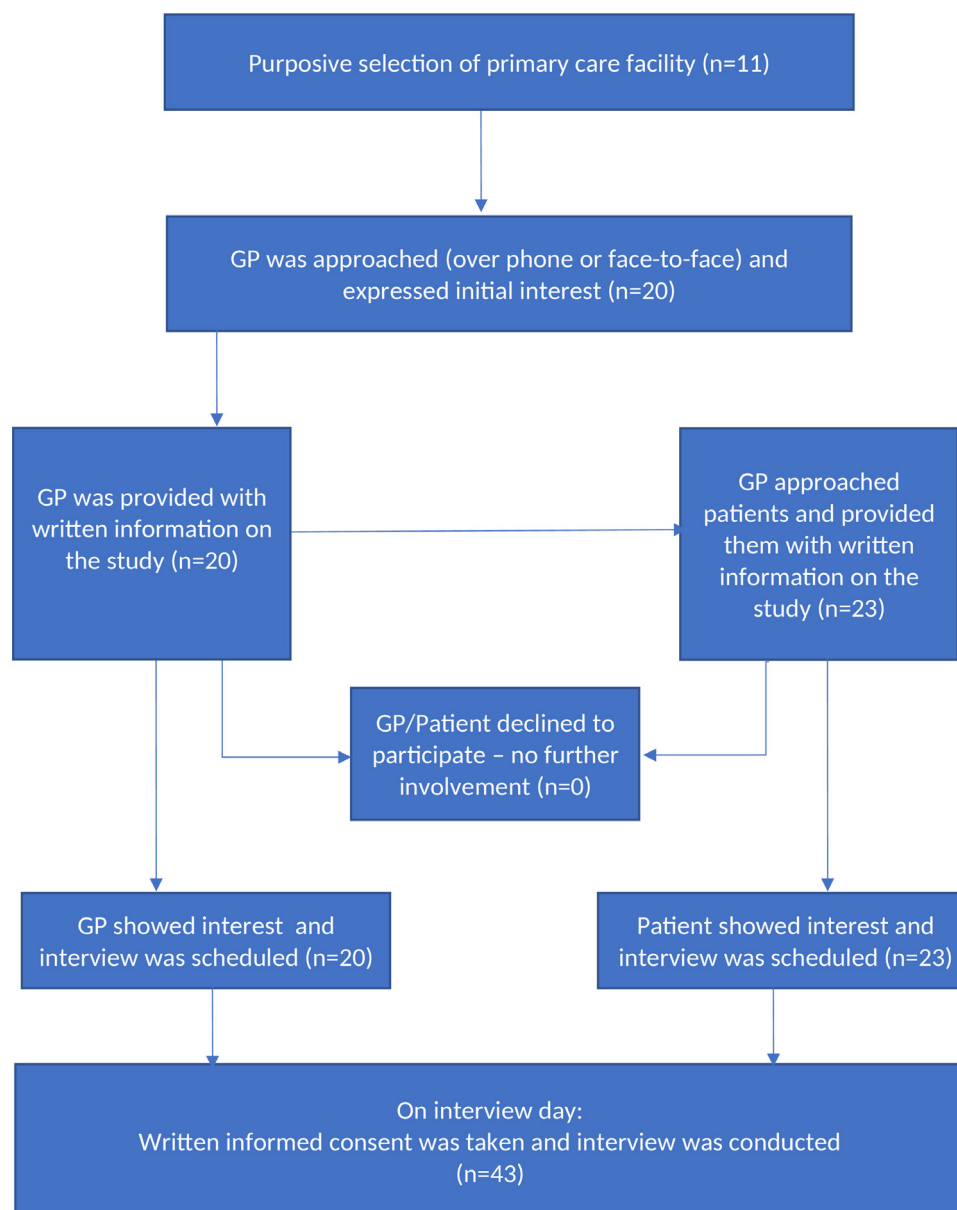 Purposive selection of primary care facility (n=11)
GP was approached (over phone or face-to-face) and
expressed initial interest (n=20)
GP was provided with
written information on
the study (n=20)
GP approached
patients and provided
them with written
information on the
study (n=23)
GP/Patient declined to
participate – no further
involvement (n=0)
GP showed interest and
interview was scheduled (n=20)
Patient showed interest and
interview was scheduled (n=23)
On interview day:
Written informed consent was taken and interview was conducted
(n=43)